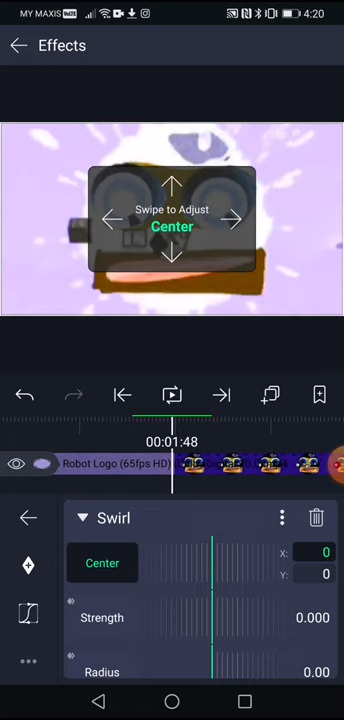 MY MAXIS VoLTE
4:20
Effects
Swipe to Adjust
Center
00:01:48
Robot Logo (65fps HD)
Swirl
Center
X: 0
Y: 0
Strength
0.000
Radius
0.00